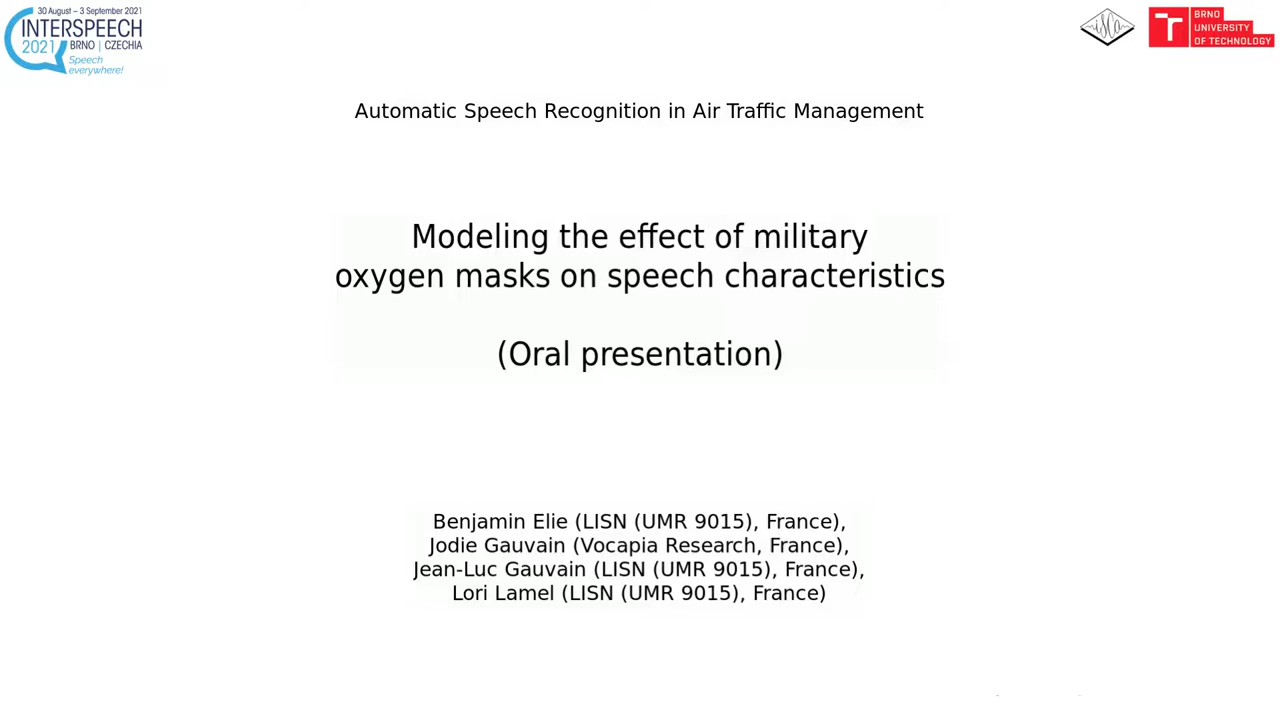 30 August – 3 September 2021
INTERSPEECH
2021 BRNO | CZECHIA
Speech
everywhere!
isca
BRNO
UNIVERSITY
OF TECHNOLOGY
Automatic Speech Recognition in Air Traffic Management
Modeling the effect of military
oxygen masks on speech characteristics
(Oral presentation)
Benjamin Elie (LISN (UMR 9015), France),
Jodie Gauvain (Vocapia Research, France),
Jean-Luc Gauvain (LISN (UMR 9015), France),
Lori Lamel (LISN (UMR 9015), France)